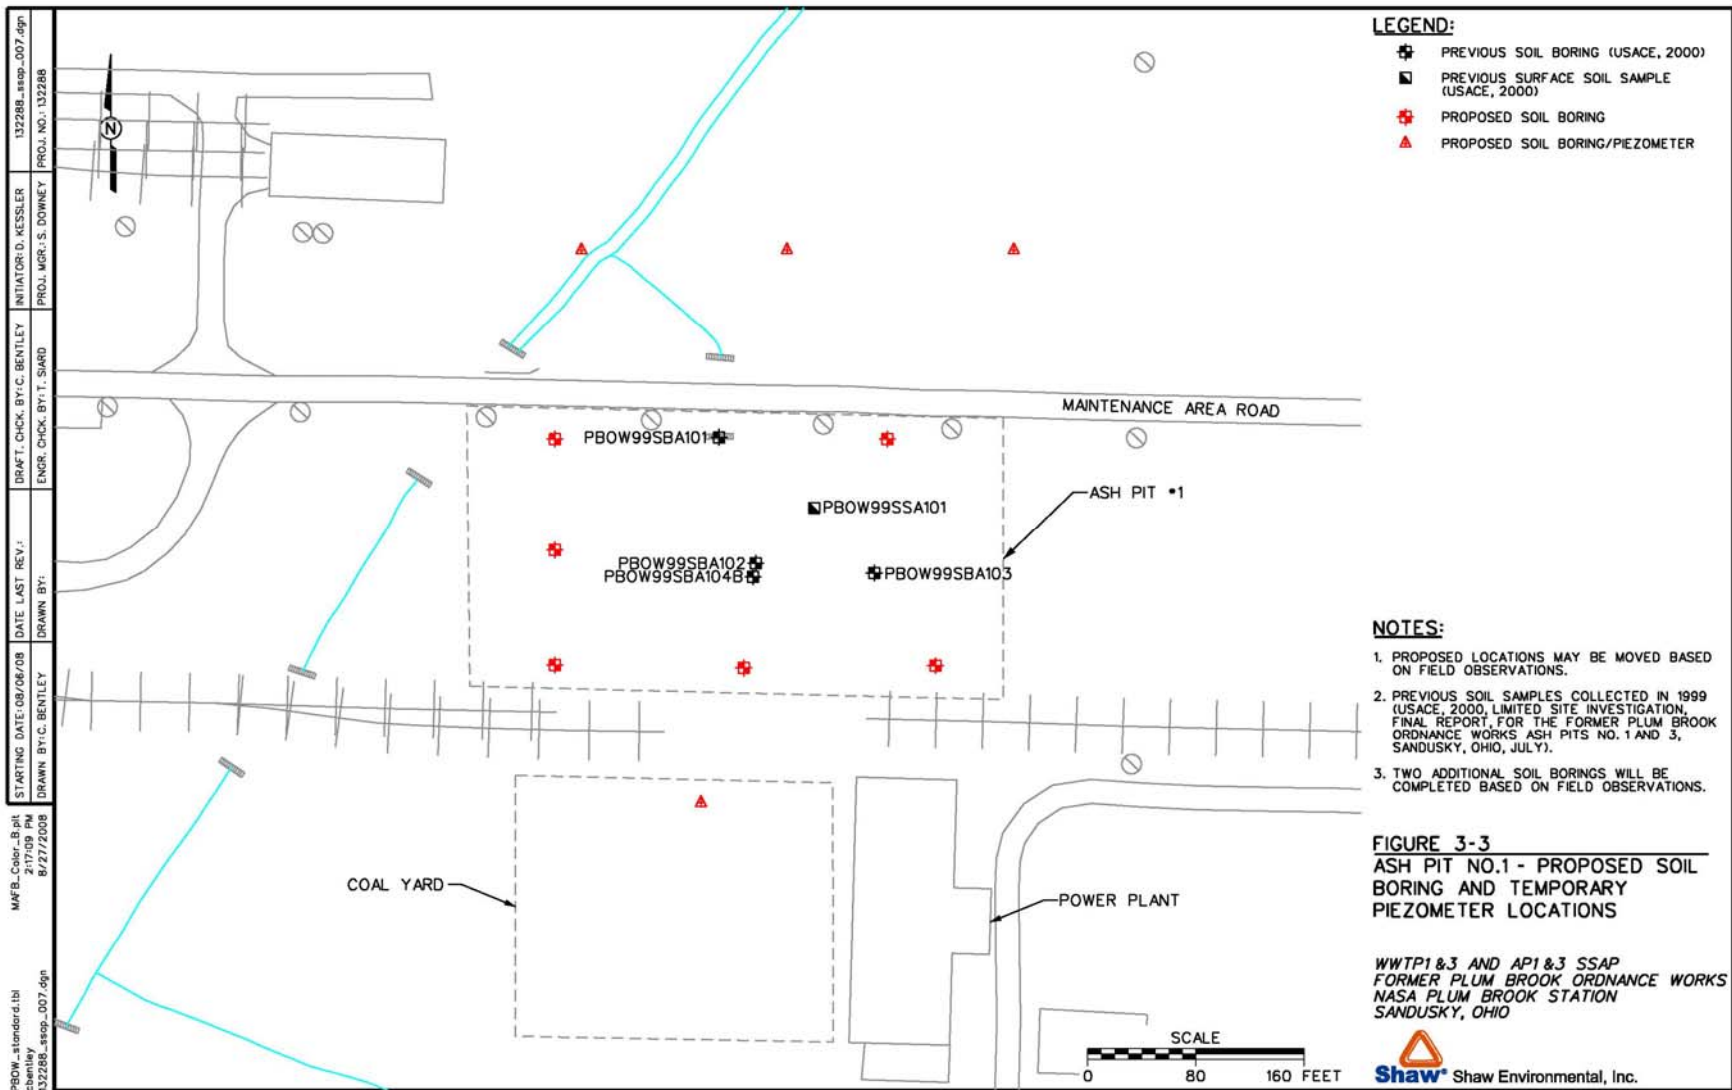 LEGEND:
PREVIOUS SOIL BORING (USACE, 2000)
PREVIOUS SURFACE SOIL SAMPLE
(USACE, 2000)
PROPOSED SOIL BORING
PROPOSED SOIL BORING/PIEZOMETER
N
MAINTENANCE AREA ROAD
PBOW99SBA101
ASH PIT •1
PBOW99SSA101
PBOW99SBA102
PBOW99SBA104B
PBOW99SBA103
COAL YARD
POWER PLANT
NOTES:
1. PROPOSED LOCATIONS MAY BE MOVED BASED
ON FIELD OBSERVATIONS.
2. PREVIOUS SOIL SAMPLES COLLECTED IN 1999
(USACE, 2000, LIMITED SITE INVESTIGATION,
FINAL REPORT, FOR THE FORMER PLUM BROOK
ORDNANCE WORKS ASH PITS NO. 1 AND 3,
SANDUSKY, OHIO, JULY).
3. TWO ADDITIONAL SOIL BORINGS WILL BE
COMPLETED BASED ON FIELD OBSERVATIONS.
FIGURE 3-3
ASH PIT NO.1 - PROPOSED SOIL
BORING AND TEMPORARY
PIEZOMETER LOCATIONS
WWTP1 &3 AND AP1 &3 SSAP
FORMER PLUM BROOK ORDNANCE WORKS
NASA PLUM BROOK STATION
SANDUSKY, OHIO
SCALE
0 80 160 FEET
Shaw® Shaw Environmental, Inc.
132288_ssap_007.dgn
PROJ. NO.: 132288
INITIATOR: D. KESSLER
PROJ. MGR.: S. DOWNEY
DRAFT. CHCK. BY: C. BENTLEY
ENGR. CHCK. BY: T. SIARD
DATE LAST REV.:
DRAWN BY:
STARTING DATE: 08/06/08
DRAWN BY: C. BENTLEY
MAFB_Color_B.plt
2:17:09 PM
8/27/2008
PBOW_standard.tbl
cbentley
132288_ssap_007.dgn